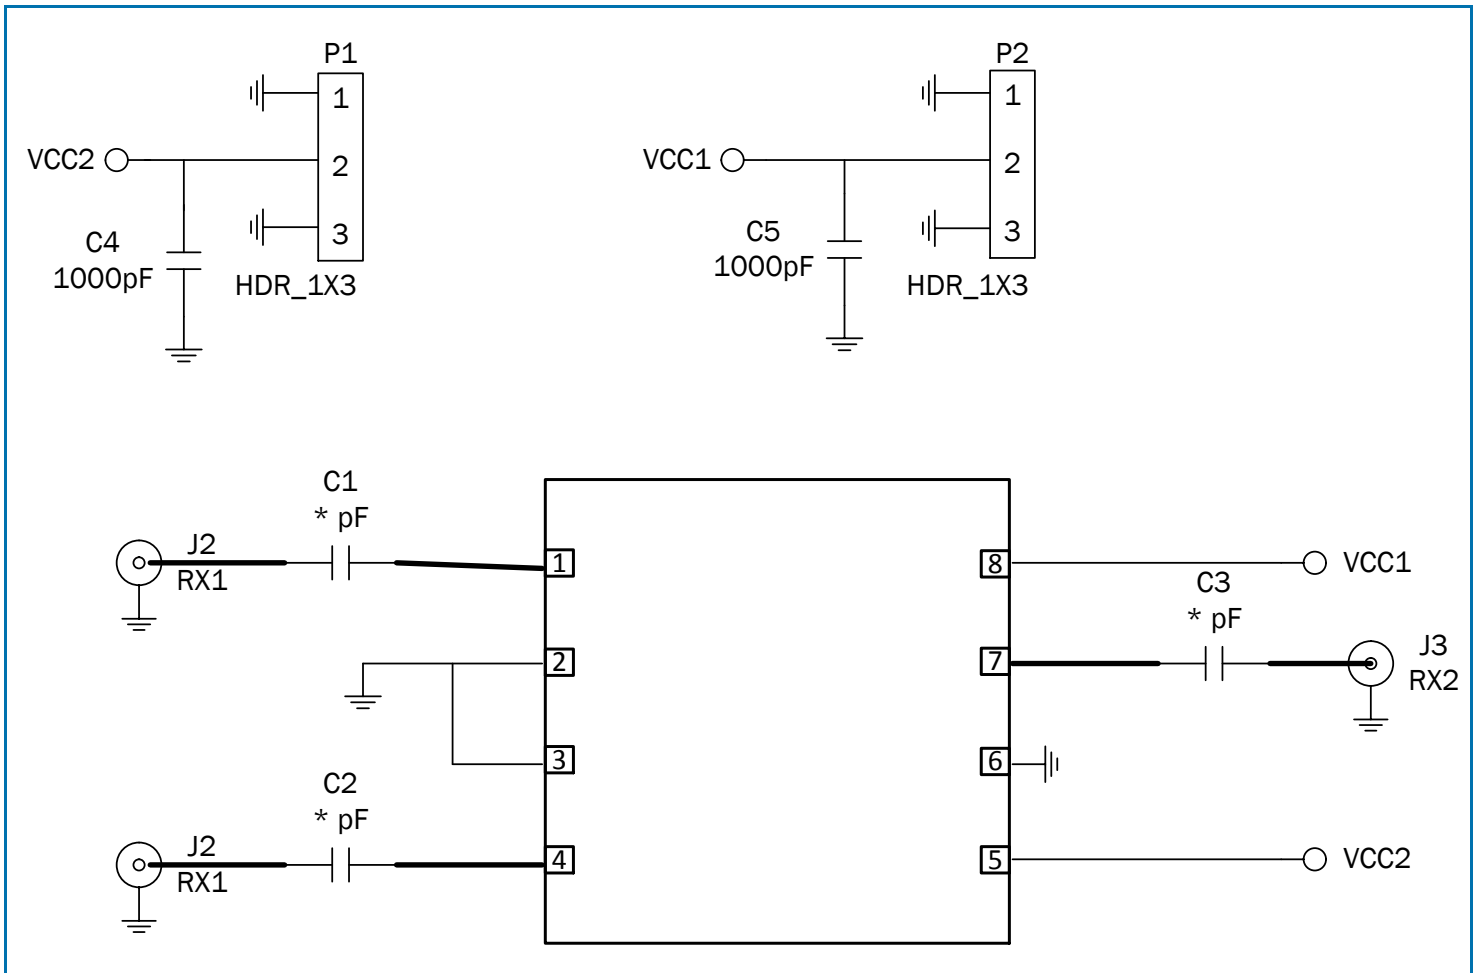 P1
1
VCC2
2
3
C4
1000pF
HDR_1X3
P2
1
VCC1
2
3
C5
1000pF
HDR_1X3
C1
* pF
J2
RX1
1
2
3
C2
* pF
J2
RX1
4
8
VCC1
C3
* pF
7
J3
RX2
6
5
VCC2